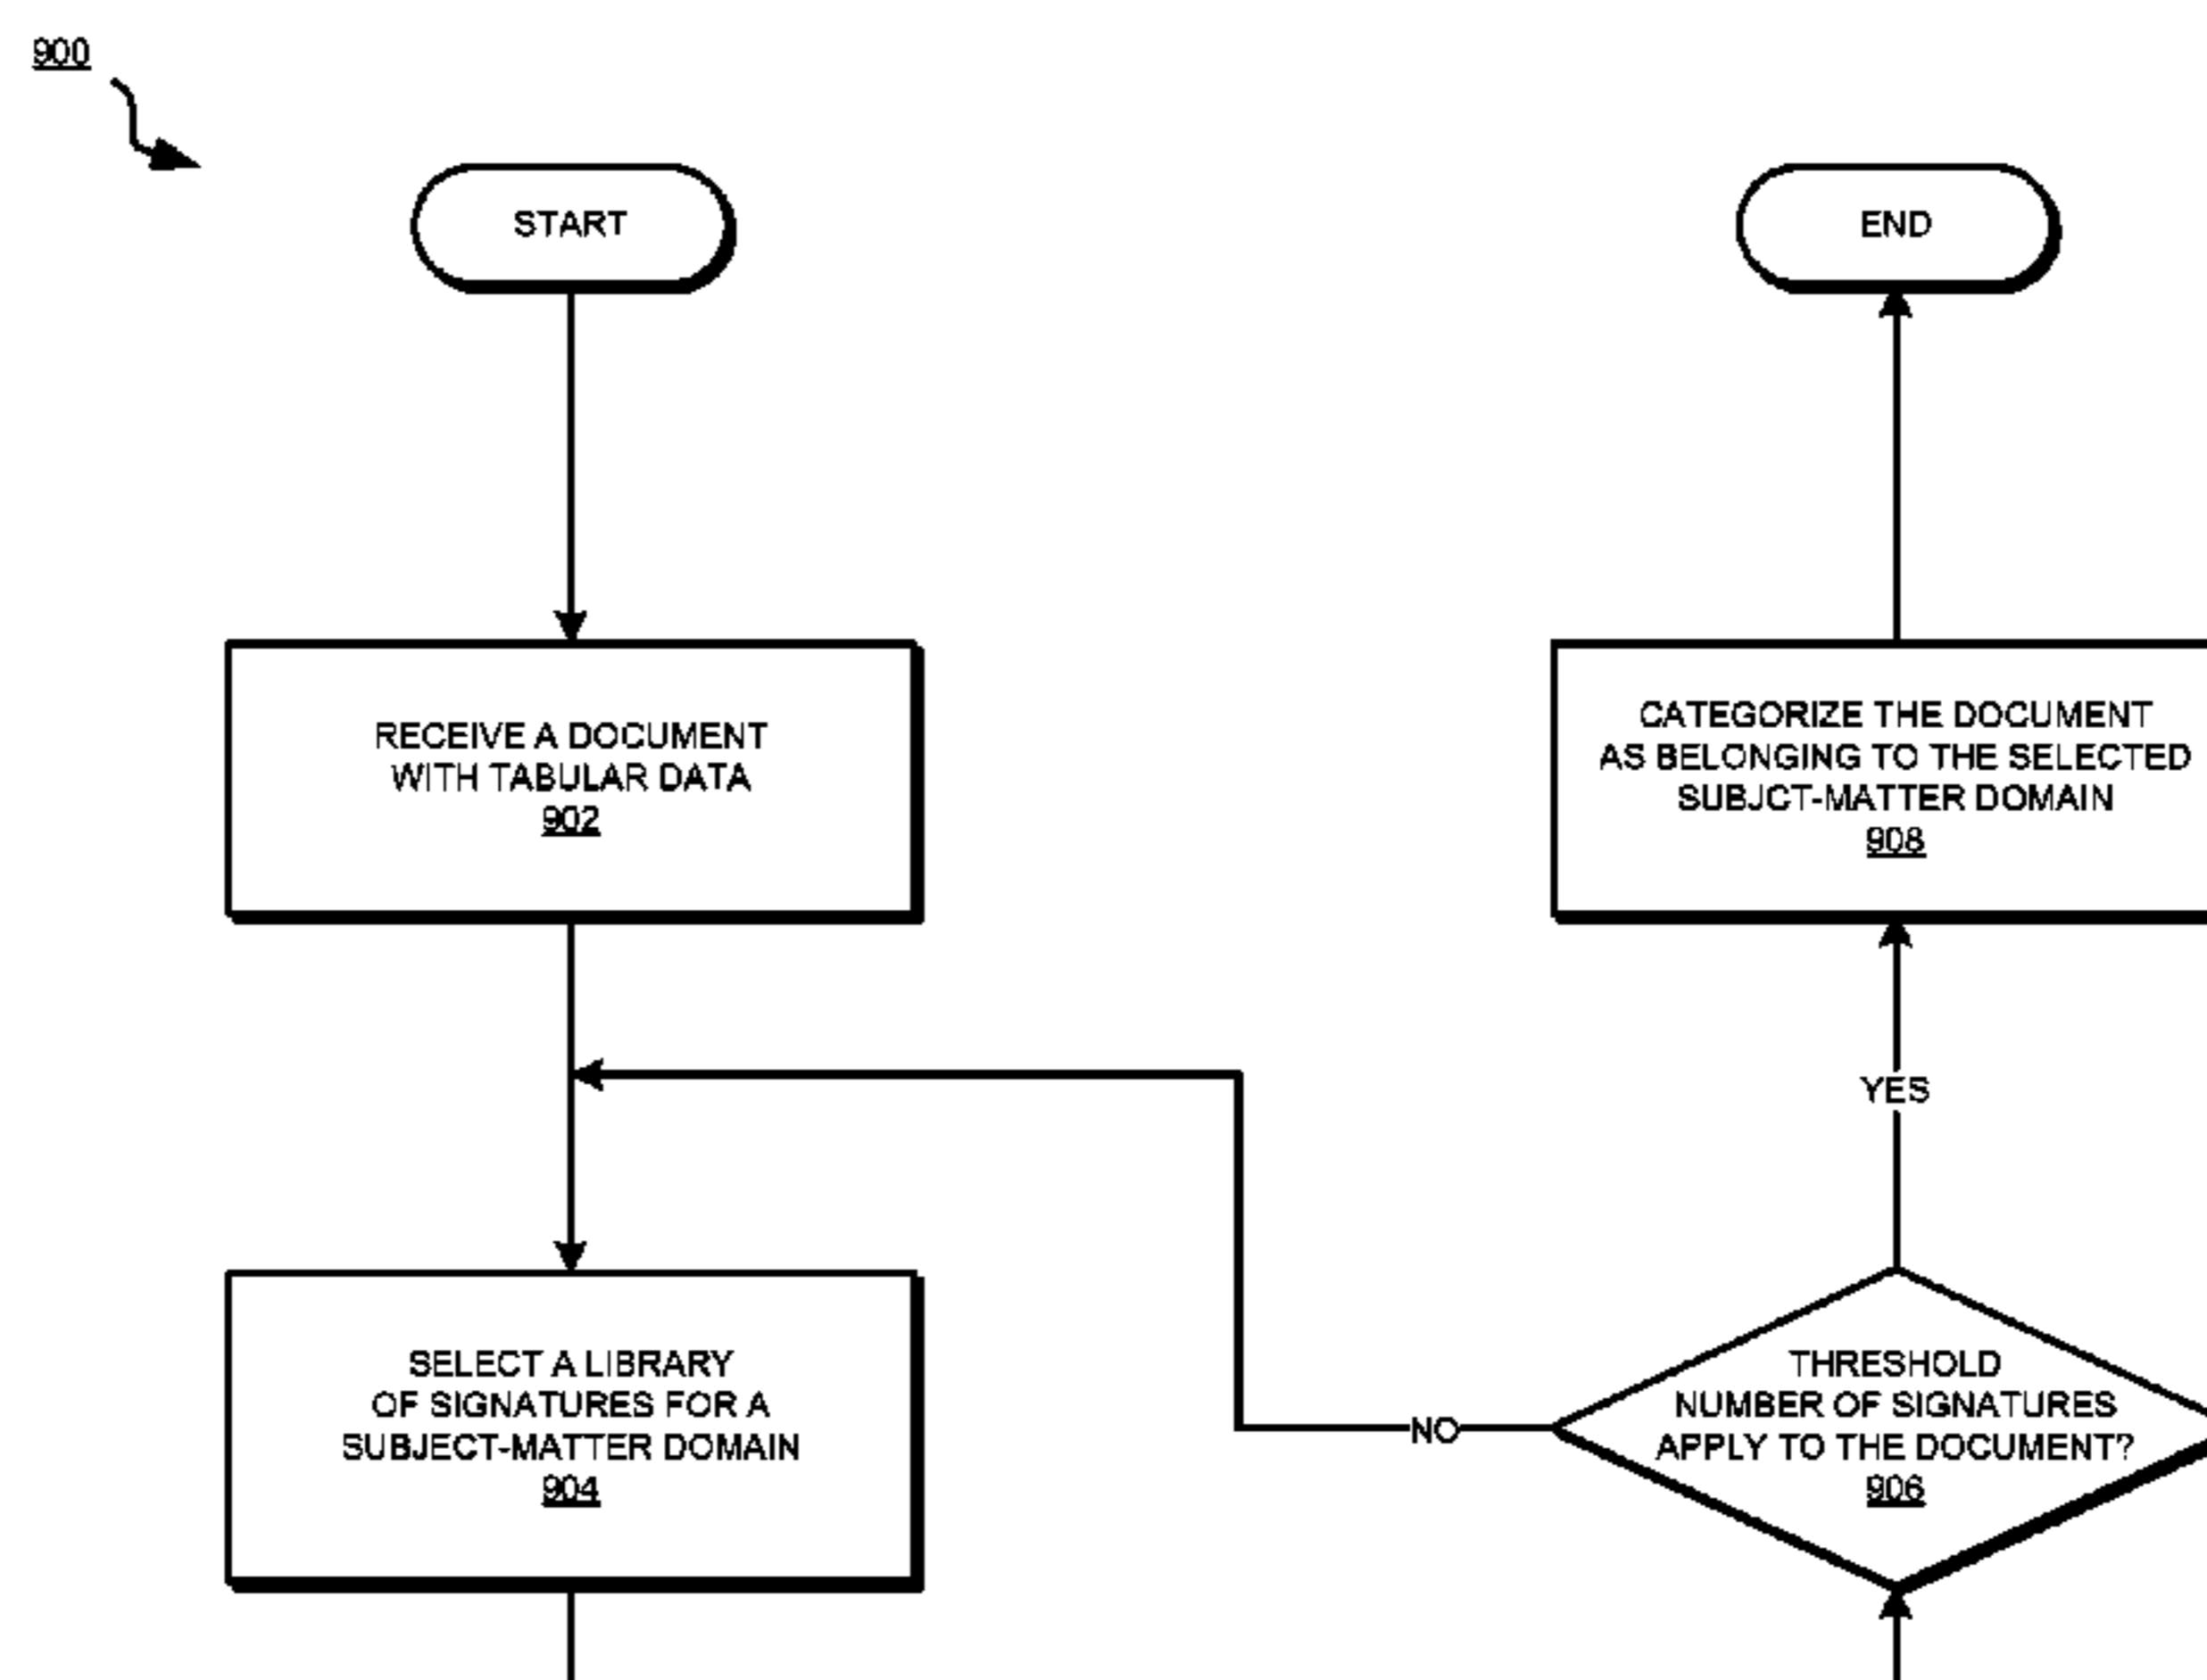 900
START
RECEIVE A DOCUMENT
WITH TABULAR DATA
902
SELECT A LIBRARY
OF SIGNATURES FOR A
SUBJECT-MATTER DOMAIN
904
END
CATEGORIZE THE DOCUMENT
AS BELONGING TO THE SELECTED
SUBJCT-MATTER DOMAIN
908
YES
NO
THRESHOLD
NUMBER OF SIGNATURES
APPLY TO THE DOCUMENT?
906